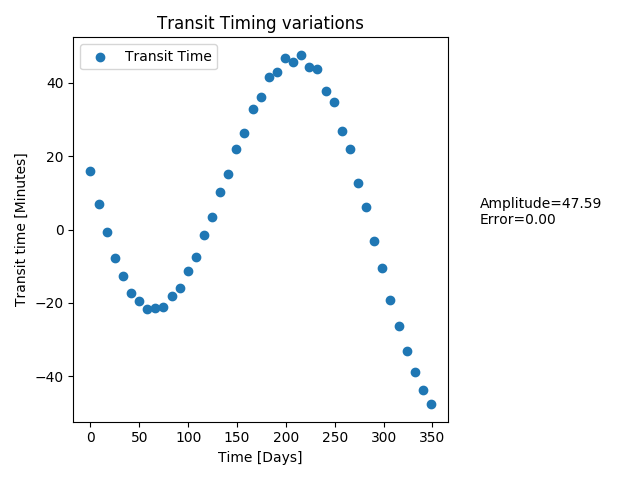 Transit Timing variations
Transit Time
Transit time [Minutes]
40
20
0
−20
−40
0 50 100 150 200 250 300 350
Time [Days]
Amplitude=47.59
Error=0.00